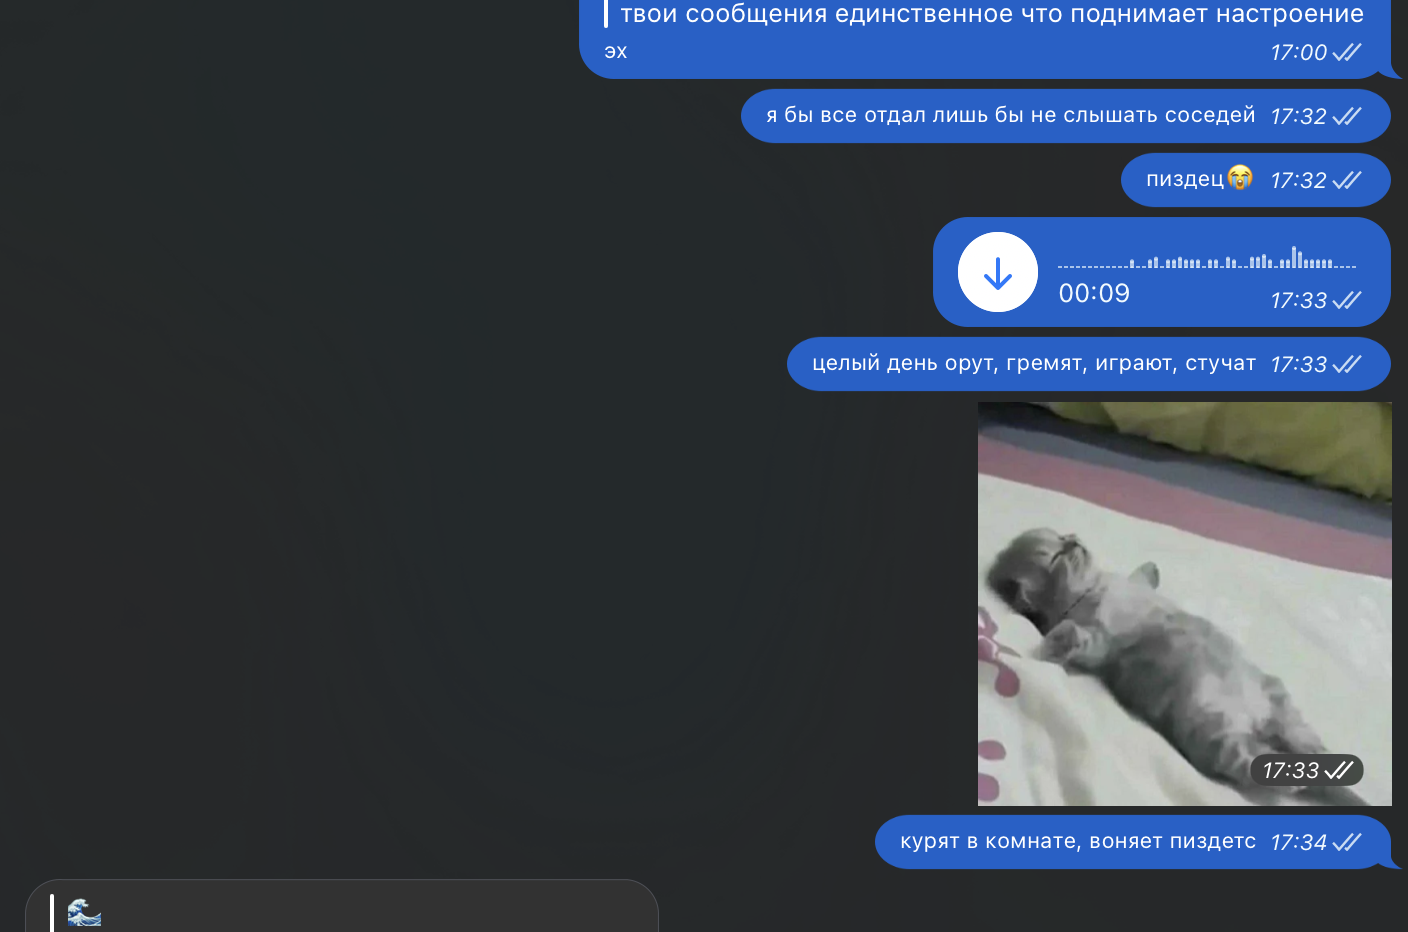 твои сообщения единственное что поднимает настроение
эх 17:00
я бы все отдал лишь бы не слышать соседей 17:32
пиздец😭 17:32
00:09 17:33
целый день орут, гремят, играют, стучат 17:33
17:33
курят в комнате, воняет пиздетс 17:34
🌊